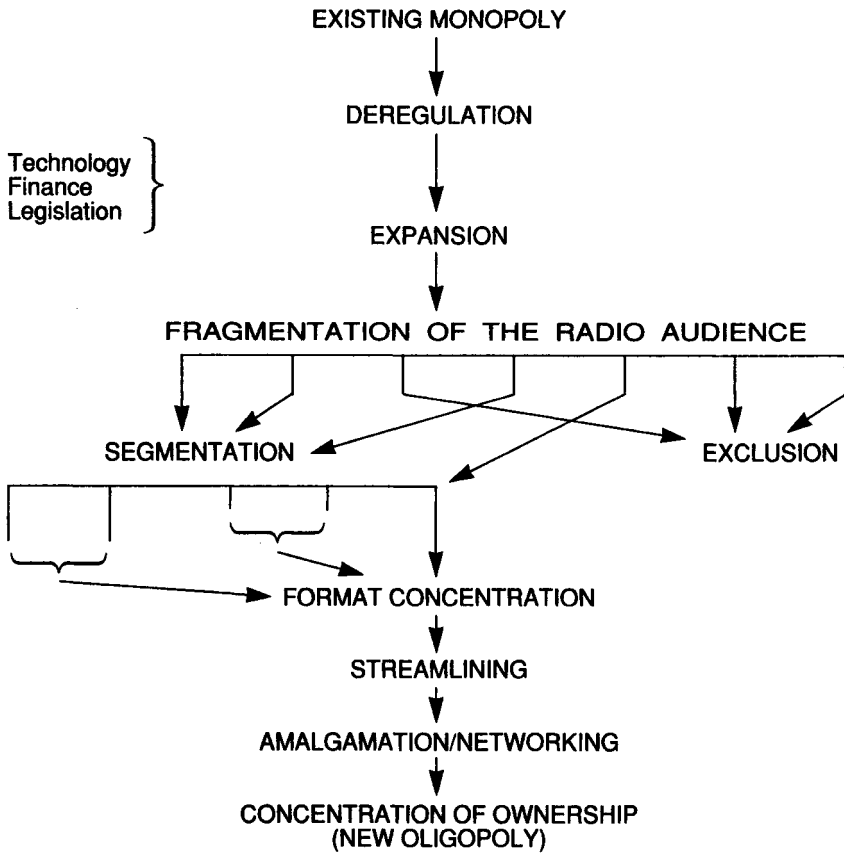 EXISTING MONOPOLY
DEREGULATION
Technology
Finance
Legislation
EXPANSION
FRAGMENTATION OF THE RADIO AUDIENCE
SEGMENTATION
EXCLUSION
FORMAT CONCENTRATION
STREAMLINING
AMALGAMATION/NETWORKING
CONCENTRATION OF OWNERSHIP
(NEW OLIGOPOLY)